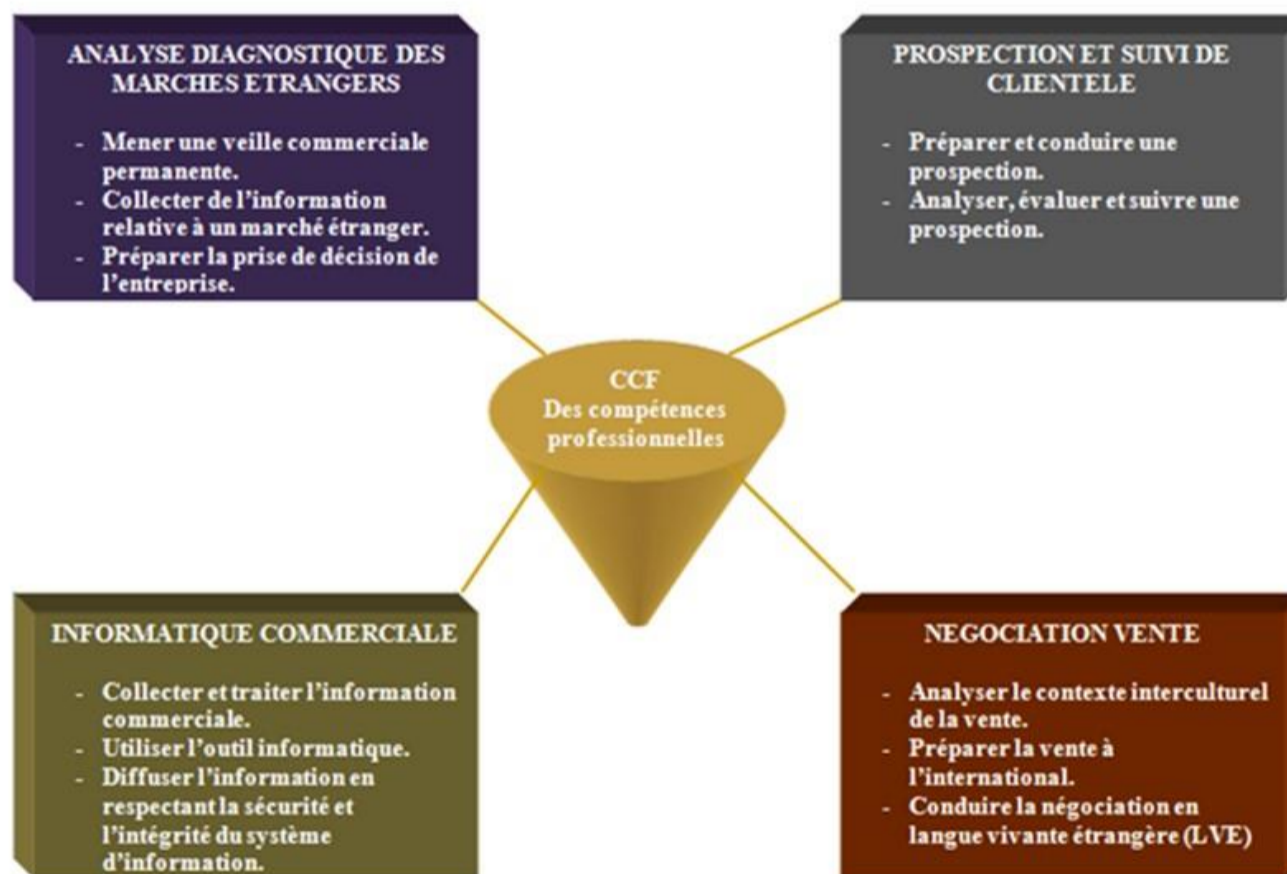 ANALYSE DIAGNOSTIQUE DES
MARCHES ETRANGERS
- Mener une veille commerciale
permanente.
- Collecter de l’information
relative à un marché étranger.
- Préparer la prise de décision de
l’entreprise.
PROSPECTION ET SUIVI DE
CLIENTELE
- Préparer et conduire une
prospection.
- Analyser, évaluer et suivre une
prospection.
CCF
Des compétences
professionnelles
INFORMATIQUE COMMERCIALE
- Collecter et traiter l’information
commerciale.
- Utiliser l’outil informatique.
- Diffuser l’information en
respectant la sécurité et
l’intégrité du système
d’information.
NEGOCIATION VENTE
- Analyser le contexte interculturel
de la vente.
- Préparer la vente à
l’international.
- Conduire la négociation en
langue vivante étrangère (LVE)